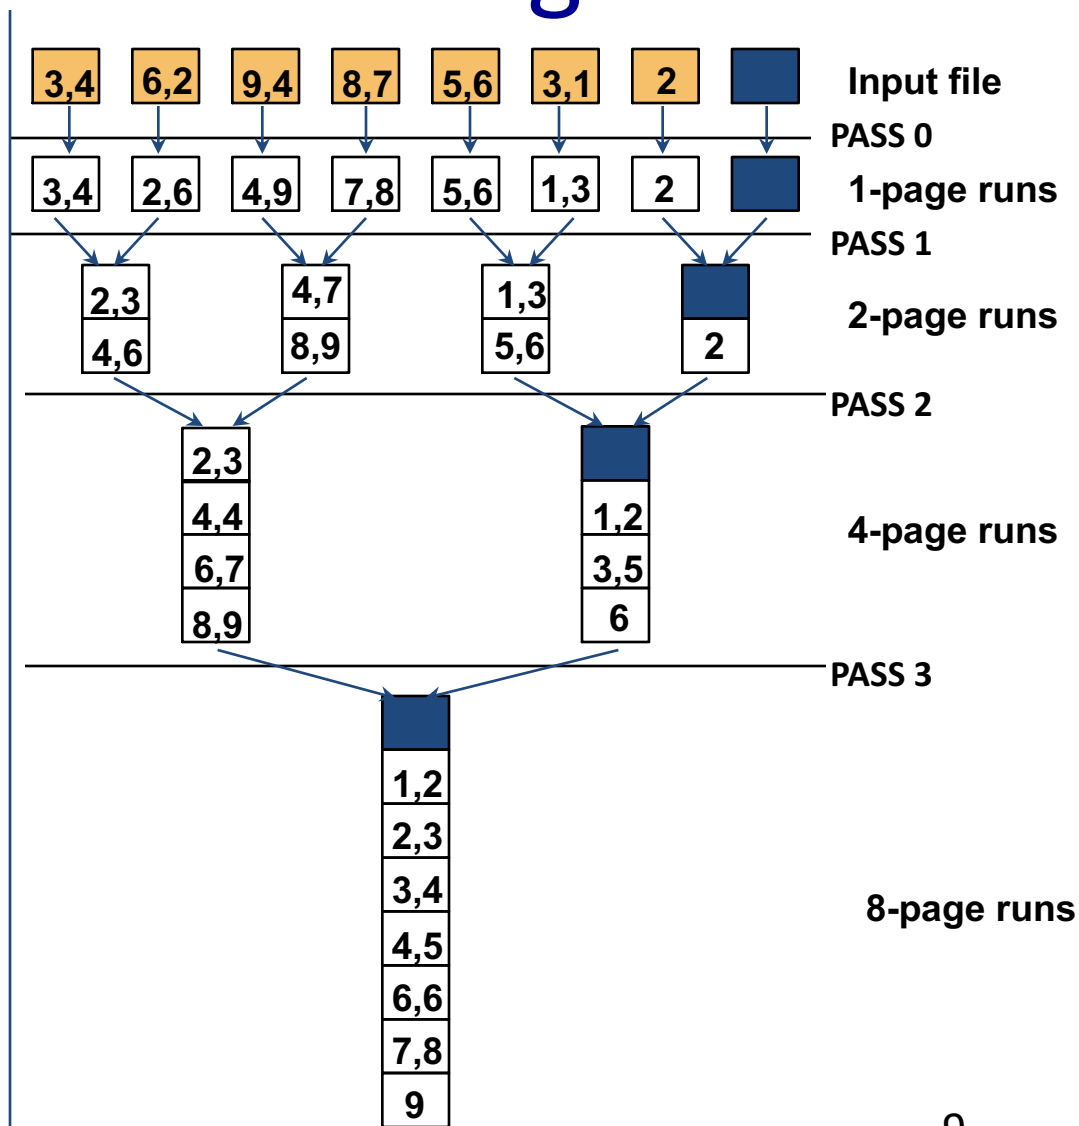 3,4 6,2 9,4 8,7 5,6 3,1 2 Input file
PASS 0
3,4 2,6 4,9 7,8 5,6 1,3 2 1-page runs
PASS 1
2,3 4,7 1,3
2-page runs
4,6 8,9 5,6 2
PASS 2
2,3
4,4 1,2 4-page runs
6,7 3,5
8,9 6
PASS 3
1,2
2,3
3,4
8-page runs
4,5
6,6
7,8
9